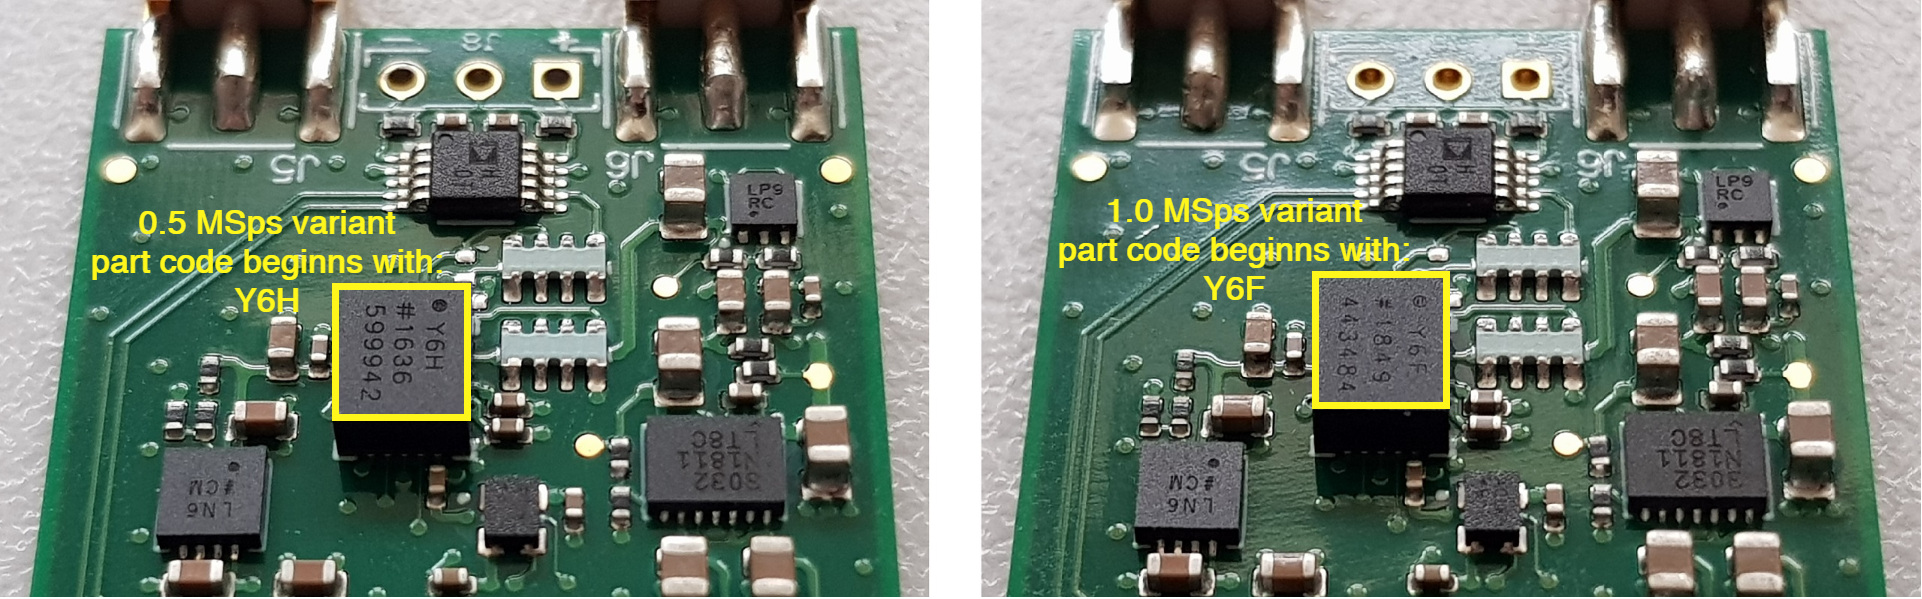 J8
+
J5
J6
H
0T
LP9
RC
0.5 MSps variant
part code beginns with:
Y6H
Y6H
#1636
599942
LN6
#CM
LT8C
N1811
3032
J5
J6
H
0T
LP9
RC
1.0 MSps variant
part code beginns with:
Y6F
Y6F
#1849
443484
LN6
#CM
LT8C
N1811
3032